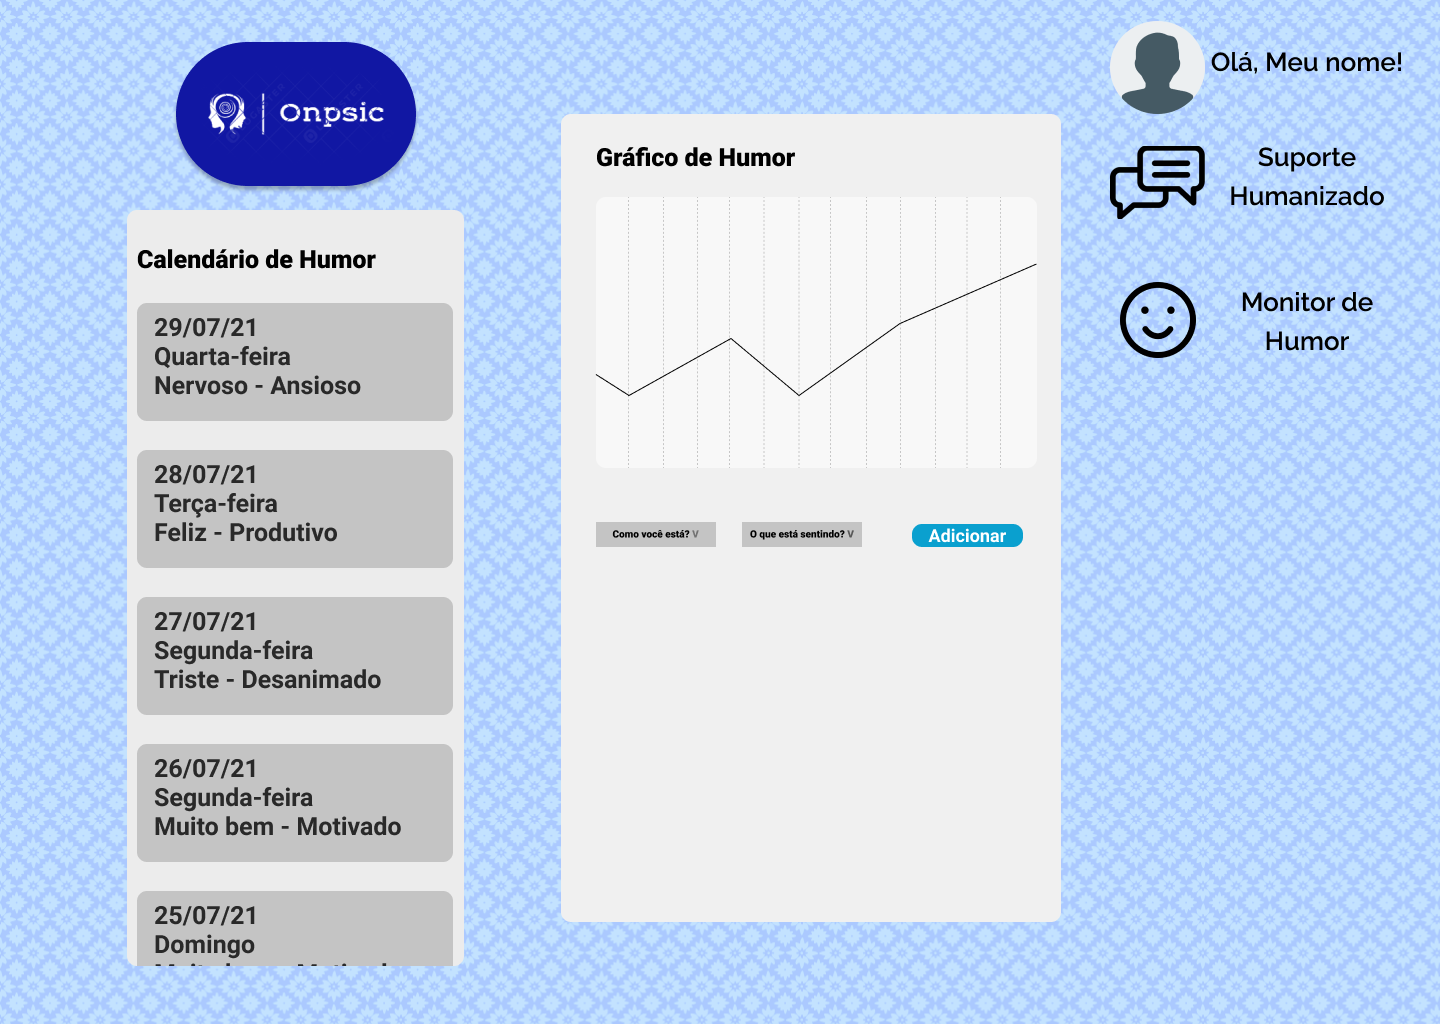 Onpsic
Calendário de Humor
29/07/21
Quarta-feira
Nervoso - Ansioso
28/07/21
Terça-feira
Feliz - Produtivo
27/07/21
Segunda-feira
Triste - Desanimado
26/07/21
Segunda-feira
Muito bem - Motivado
25/07/21
Domingo
Gráfico de Humor
Como você está? V
O que está sentindo? V
Adicionar
Olá, Meu nome!
Suporte
Humanizado
Monitor de
Humor